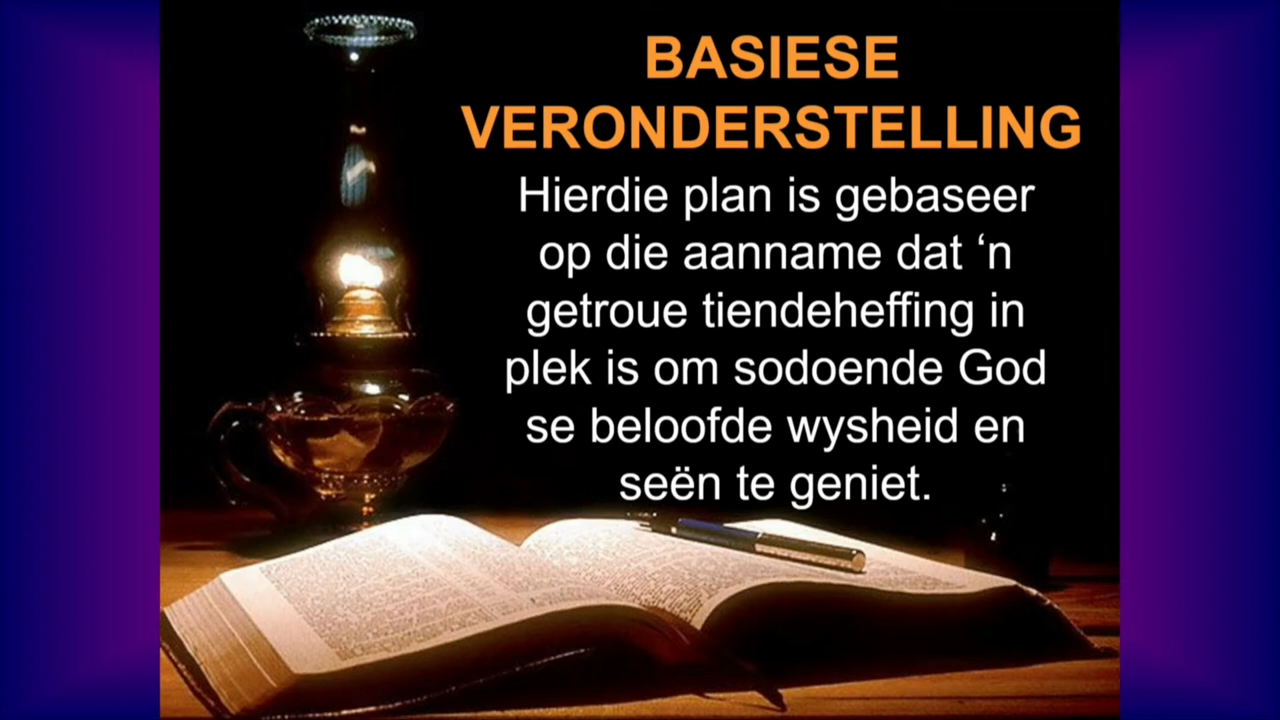 BASIESE
VERONDERSTELLING
Hierdie plan is gebaseer
op die aanname dat ‘n
getroue tiendeheffing in
plek is om sodoende God
se beloofde wysheid en
seën te geniet.